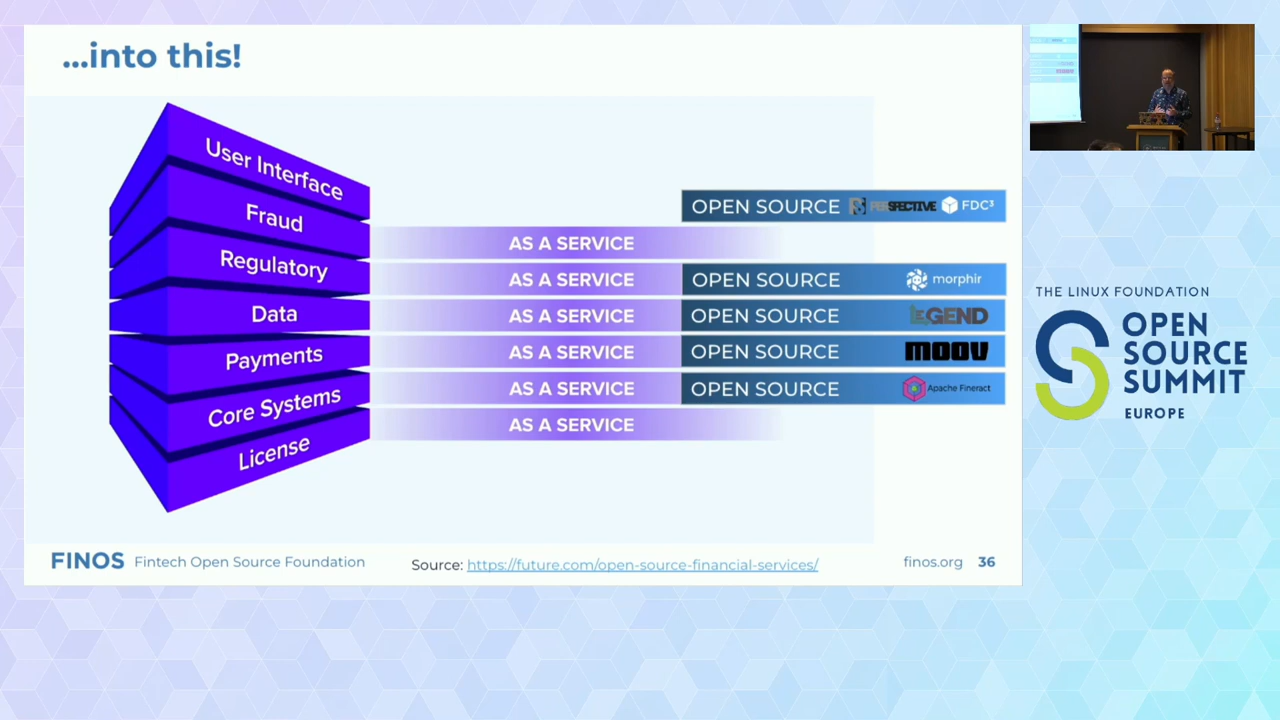 ...into this!
User Interface
OPEN SOURCE PERSPECTIVE FDC³
Fraud
AS A SERVICE
Regulatory
AS A SERVICE OPEN SOURCE morphir
Data
AS A SERVICE OPEN SOURCE LEGEND
Payments
AS A SERVICE OPEN SOURCE MOOV
Core Systems
AS A SERVICE OPEN SOURCE Apache Fineract
License
AS A SERVICE
FINOS Fintech Open Source Foundation
Source: https://future.com/open-source-financial-services/
finos.org 36
THE LINUX FOUNDATION
OPEN
SOURCE
SUMMIT
EUROPE